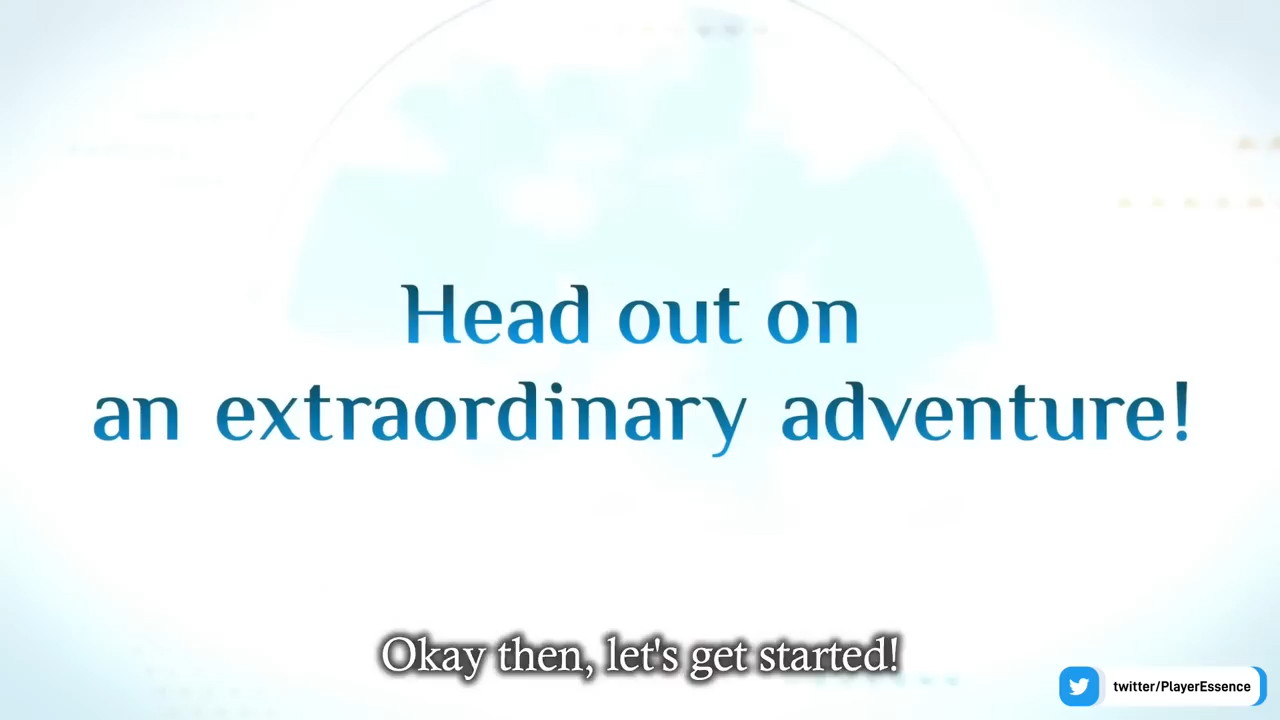 Head out on
an extraordinary adventure!
Okay then, let's get started!
twitter/PlayerEssence